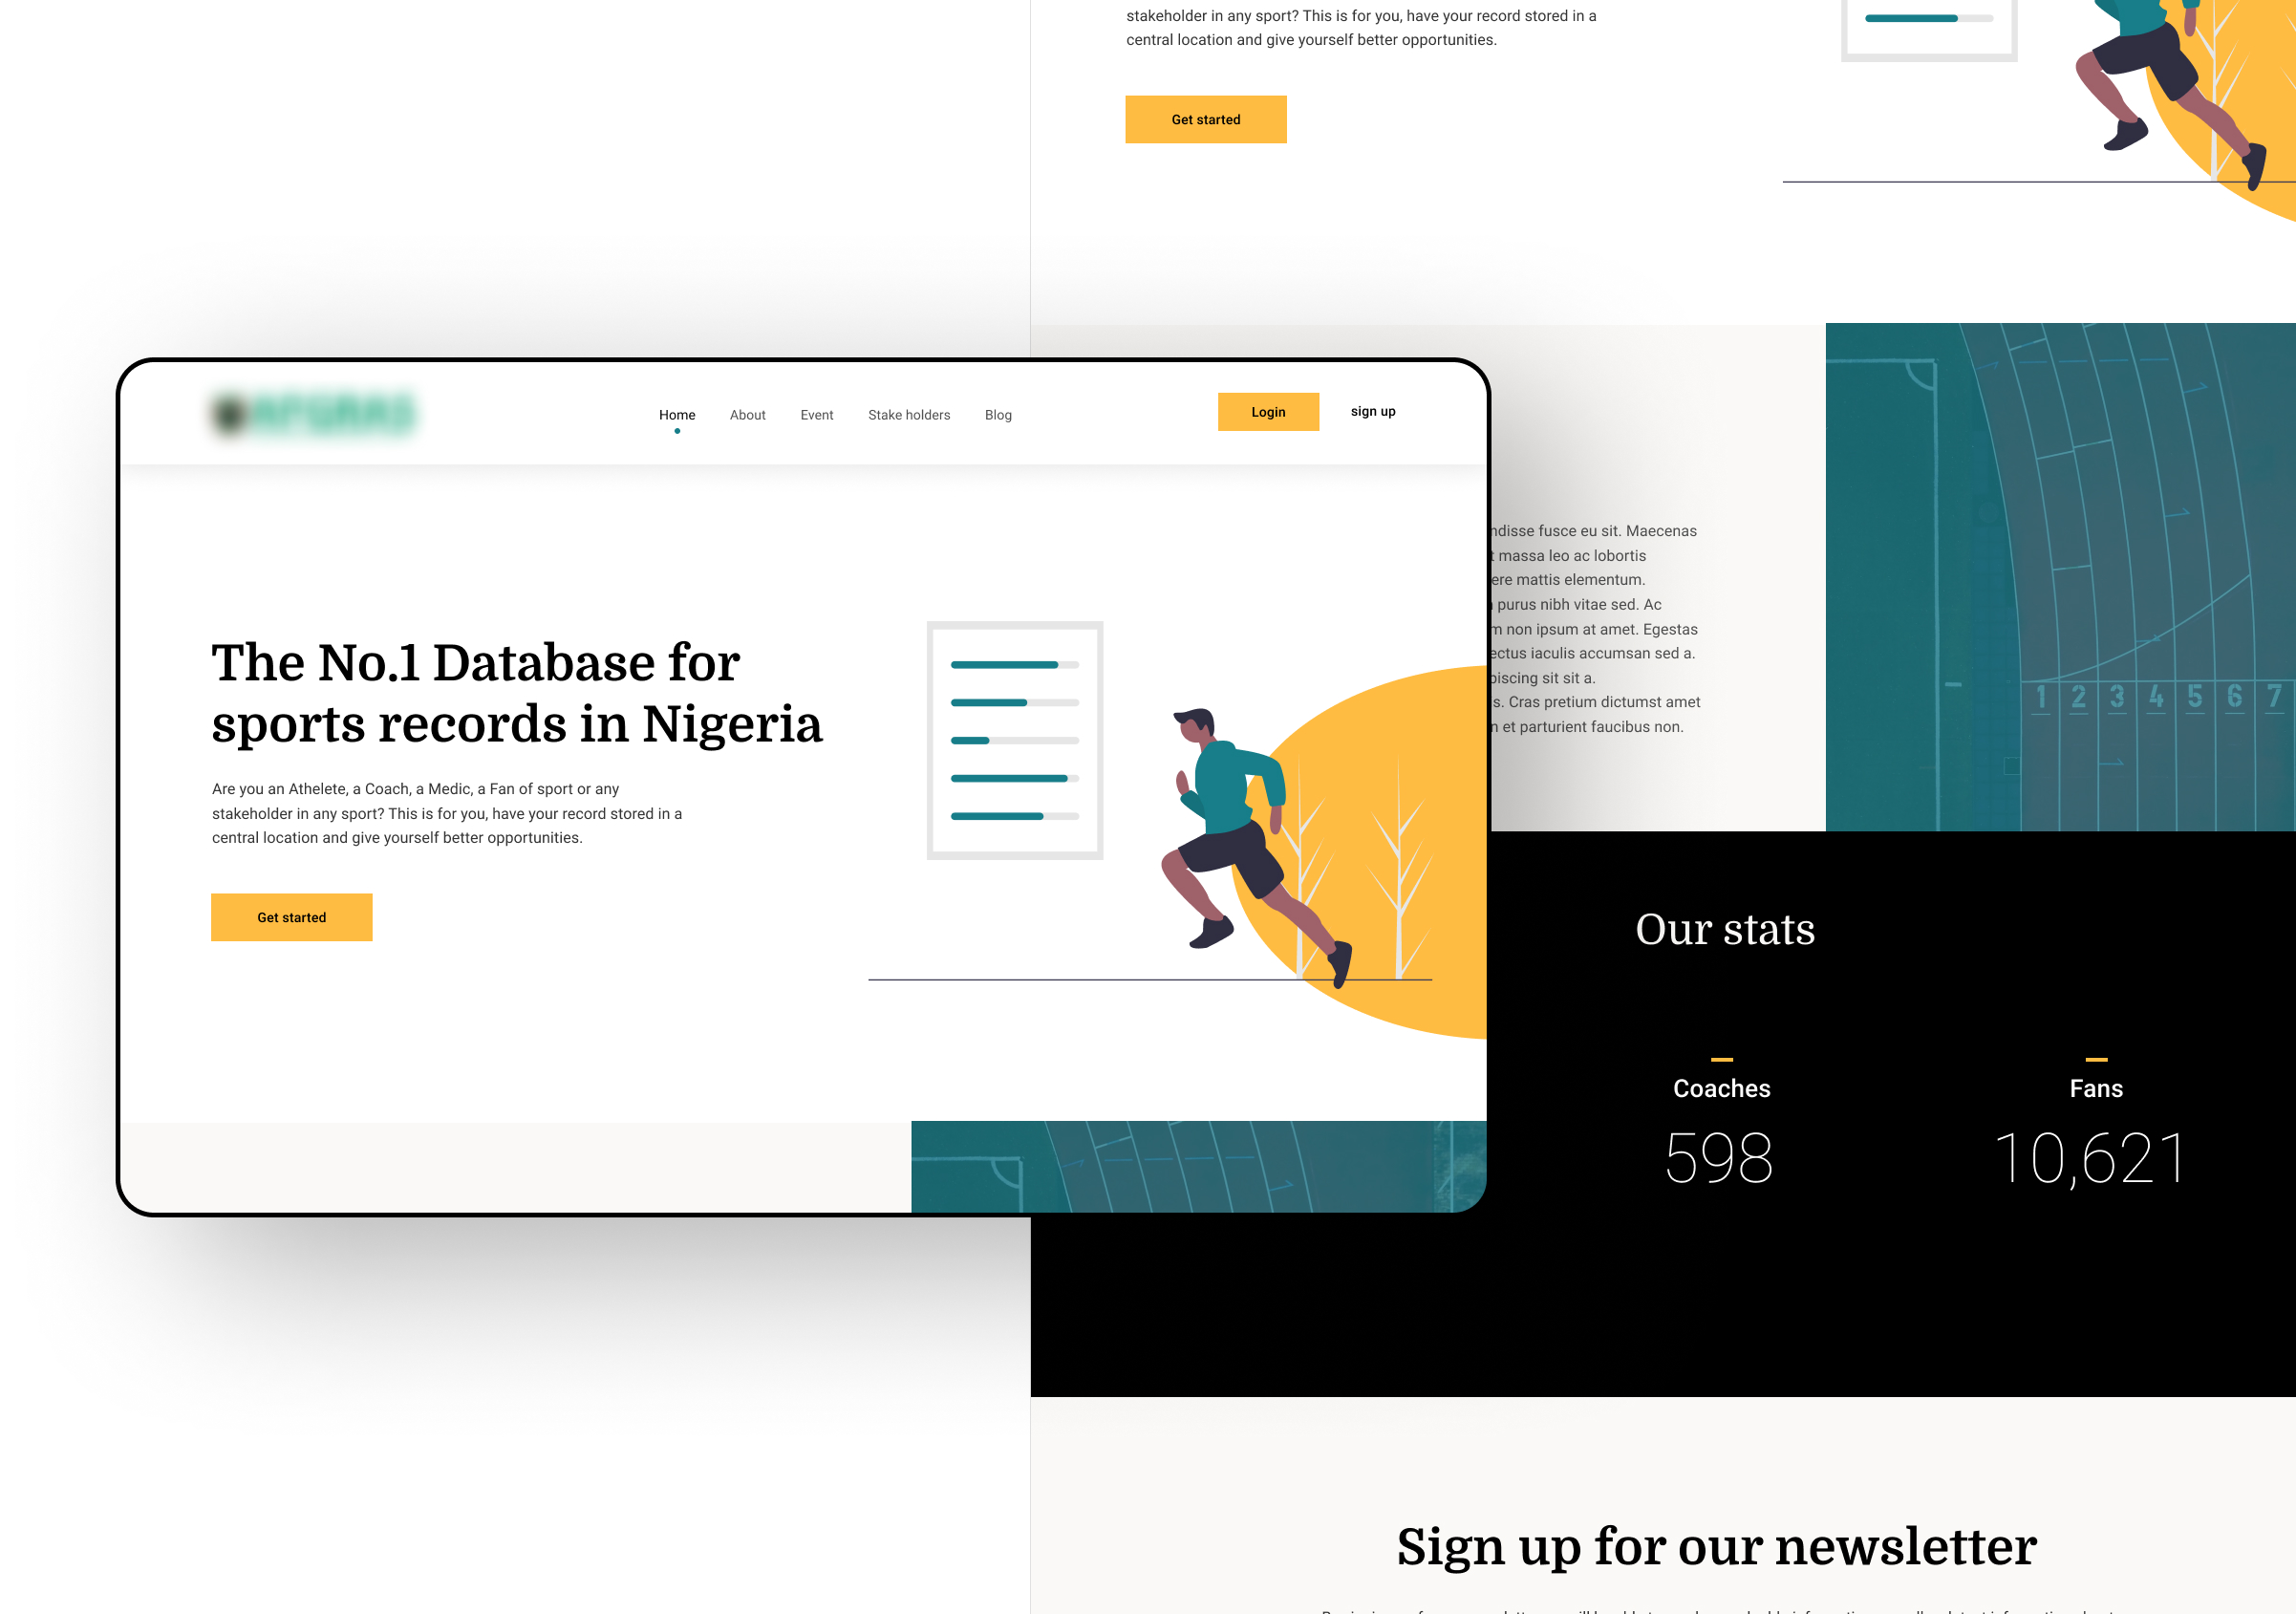 stakeholder in any sport? This is for you, have your record stored in a
central location and give yourself better opportunities.
Get started
Home About Event Stake holders Blog
Login sign up
The No.1 Database for
sports records in Nigeria
Are you an Athelete, a Coach, a Medic, a Fan of sport or any
stakeholder in any sport? This is for you, have your record stored in a
central location and give yourself better opportunities.
Get started
fusce eu sit. Maecenas
massa leo ac lobortis
mattis elementum.
purus nibh vitae sed. Ac
non ipsum at amet. Egestas
iaculis accumsan sed a.
sit sit a.
Cras pretium dictumst amet
et parturient faucibus non.
1 2 3 4 5 6 7
Our stats
Coaches
598
Fans
10,621
Sign up for our newsletter